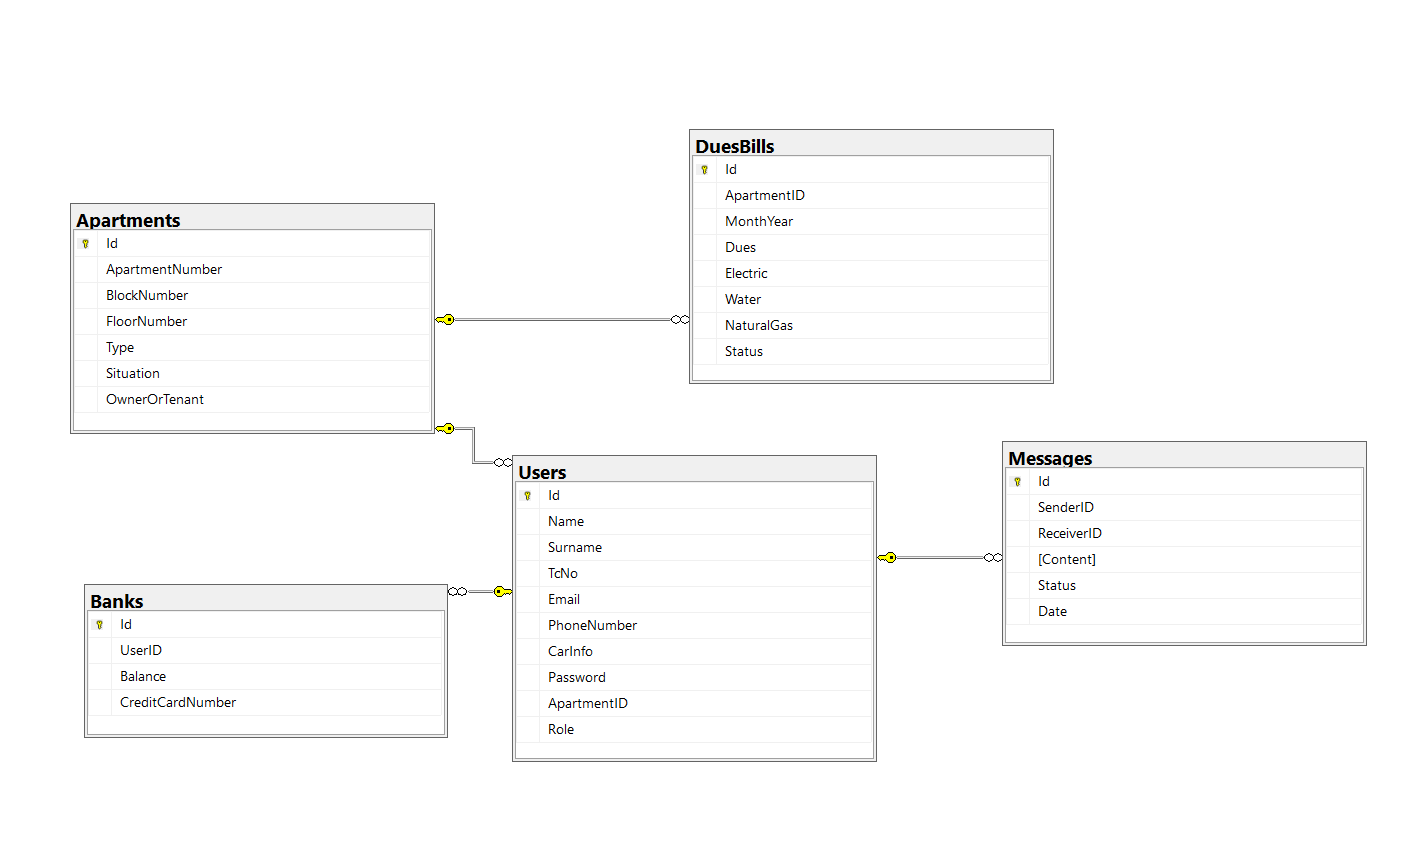 DuesBills
Id
ApartmentID
MonthYear
Dues
Electric
Water
NaturalGas
Status
Apartments
Id
ApartmentNumber
BlockNumber
FloorNumber
Type
Situation
OwnerOrTenant
Users
Id
Name
Surname
TcNo
Email
PhoneNumber
CarInfo
Password
ApartmentID
Role
Messages
Id
SenderID
ReceiverID
[Content]
Status
Date
Banks
Id
UserID
Balance
CreditCardNumber